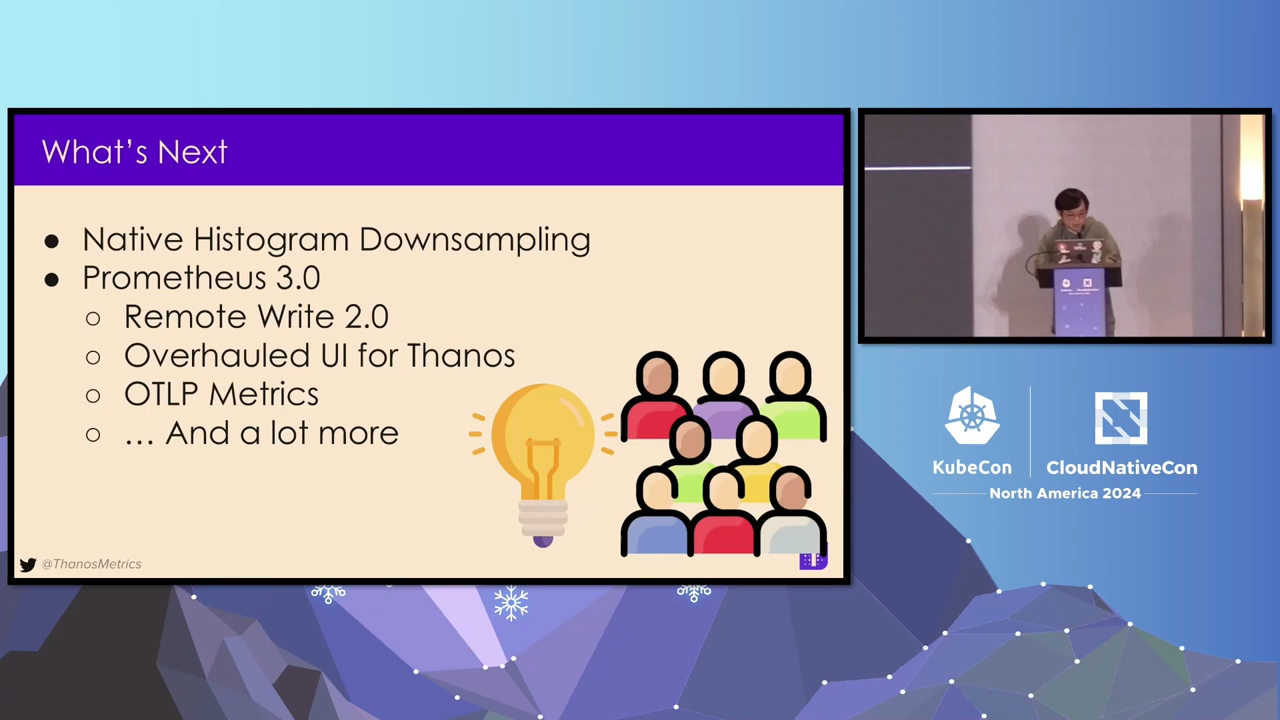 What's Next
● Native Histogram Downsampling
● Prometheus 3.0
○ Remote Write 2.0
○ Overhauled UI for Thanos
○ OTLP Metrics
○ … And a lot more
@ThanosMetrics
KubeCon
CloudNativeCon
North America 2024